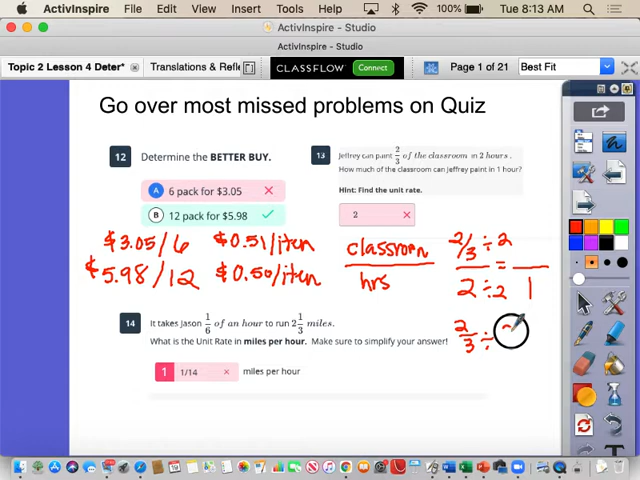 ActivInspire File Edit View Insert Tools Help 100% Tue 8:13 AM
ActivInspire - Studio
ActivInspire - Studio
Topic 2 Lesson 4 Deter* Translations & Refle CLASSFLOW Connect Page 1 of 21 Best Fit
Go over most missed problems on Quiz
12 Determine the BETTER BUY.
A 6 pack for $3.05
B 12 pack for $5.98
13 Jeffrey can paint 2/3 of the classroom in 2 hours.
How much of the classroom can Jeffrey paint in 1 hour?
Hint: Find the unit rate.
2
$3.05/6 $0.51/item
$5.98/12 $0.50/item
classroom
hrs
2/3 ÷ 2
=
2 ÷ 2 1
2/3 ÷
14 It takes Jason 1/6 of an hour to run 2 1/3 miles.
What is the Unit Rate in miles per hour. Make sure to simplify your answer!
1 1/14 miles per hour